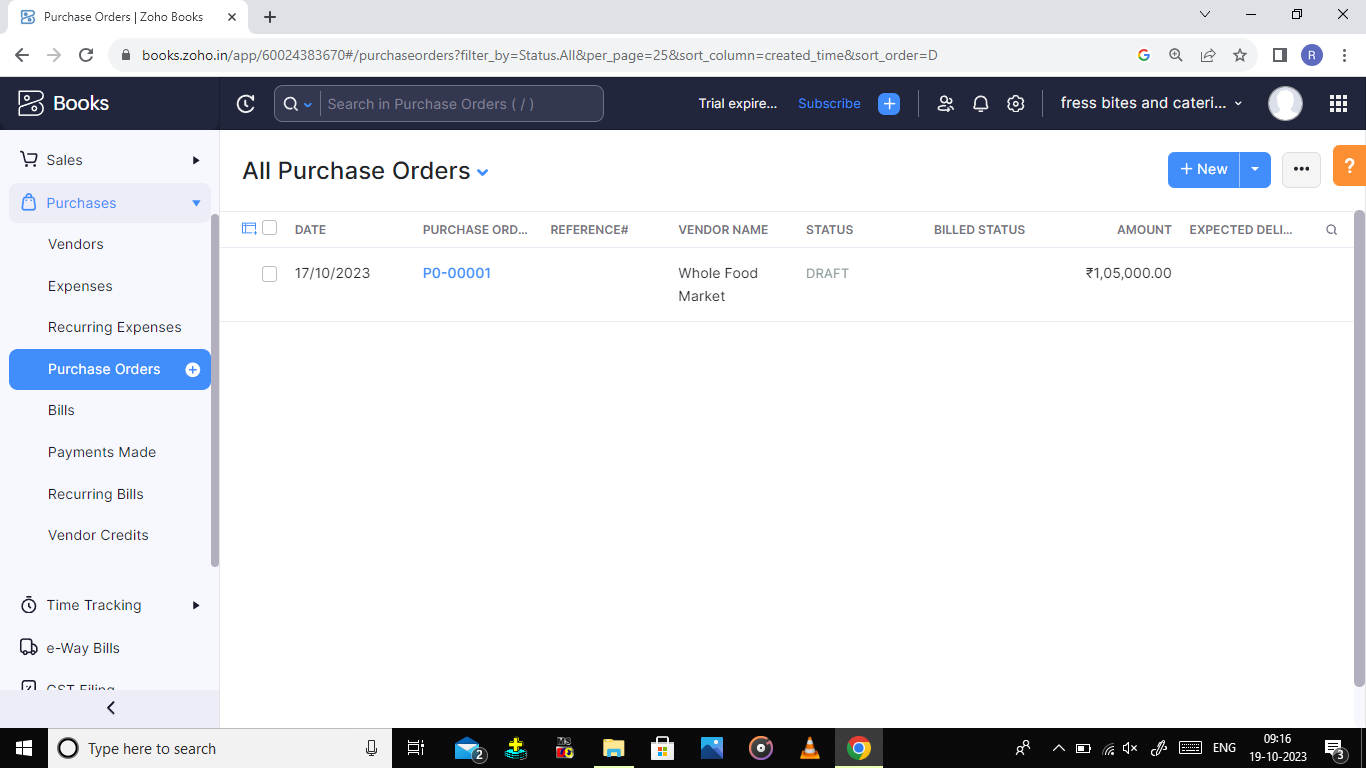 Purchase Orders | Zoho Books
books.zoho.in/app/60024383670#/purchaseorders?filter_by=Status.All&per_page=25&sort_column=created_time&sort_order=D
R
Books
Search in Purchase Orders ( / )
Trial expire...
Subscribe
fress bites and cateri...
Sales
Purchases
Vendors
Expenses
Recurring Expenses
Purchase Orders
Bills
Payments Made
Recurring Bills
Vendor Credits
Time Tracking
e-Way Bills
GST Filing
All Purchase Orders
+ New
?
DATE
PURCHASE ORD...
REFERENCE#
VENDOR NAME
STATUS
BILLED STATUS
AMOUNT
EXPECTED DELI...
17/10/2023
P0-00001
Whole Food
Market
DRAFT
₹1,05,000.00
Type here to search
2
MS
ENG
09:16
19-10-2023
3